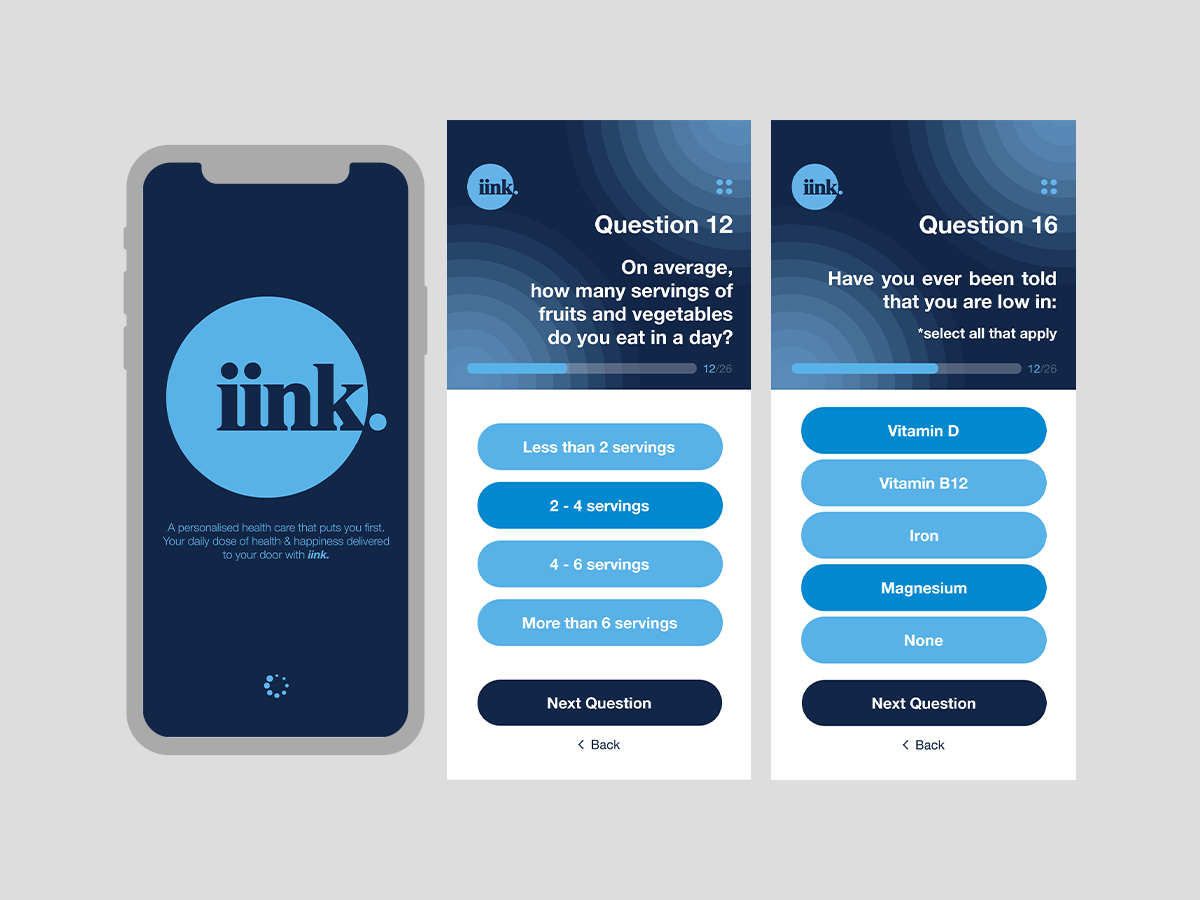 iink.
A personalised health care that puts you first.
Your daily dose of health & happiness delivered
to your door with iink.
iink.
Question 12
On average,
how many servings of
fruits and vegetables
do you eat in a day?
12/26
Less than 2 servings
2 - 4 servings
4 - 6 servings
More than 6 servings
Next Question
Back
iink.
Question 16
Have you ever been told
that you are low in:
*select all that apply
12/26
Vitamin D
Vitamin B12
Iron
Magnesium
None
Next Question
Back